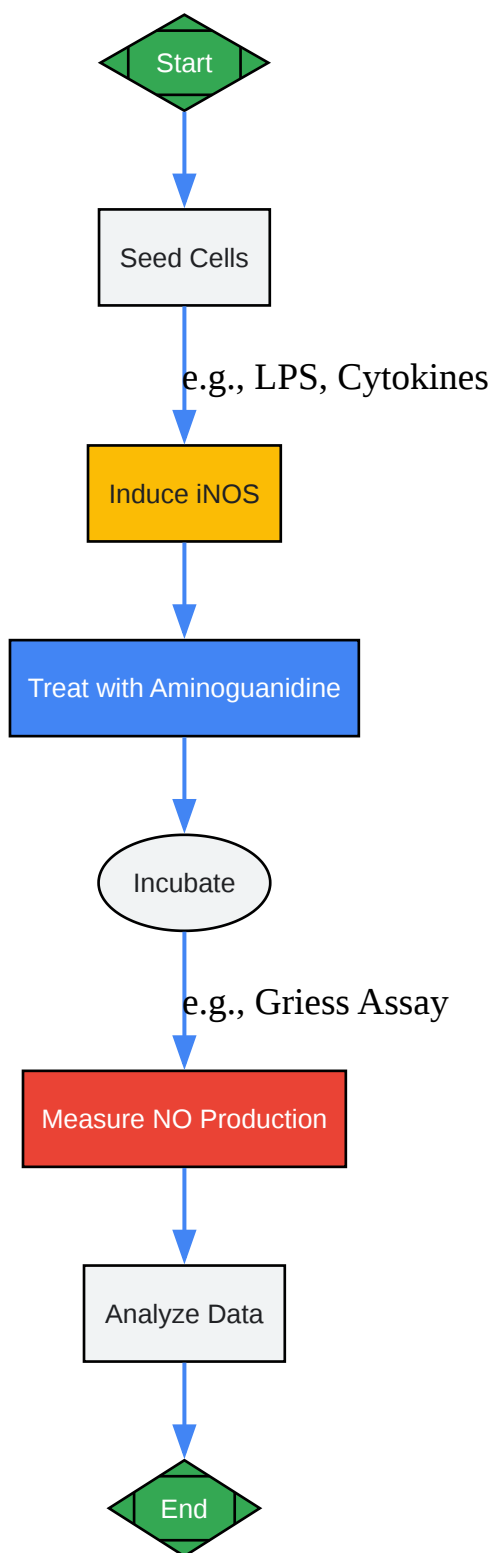 Start
Seed Cells
e.g., LPS, Cytokines
Induce iNOS
Treat with Aminoguanidine
Incubate
e.g., Griess Assay
Measure NO Production
Analyze Data
End